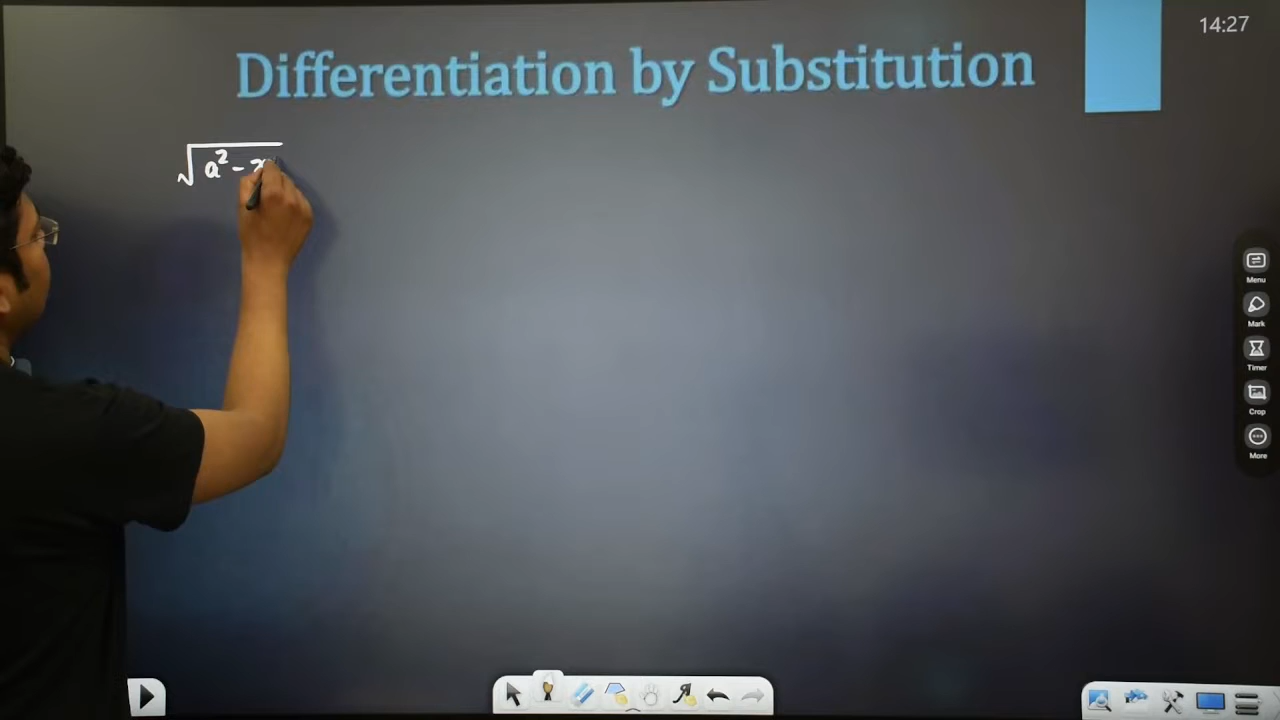 14:27
Differentiation by Substitution
√a² - x
Menu
Mark
Timer
Crop
More